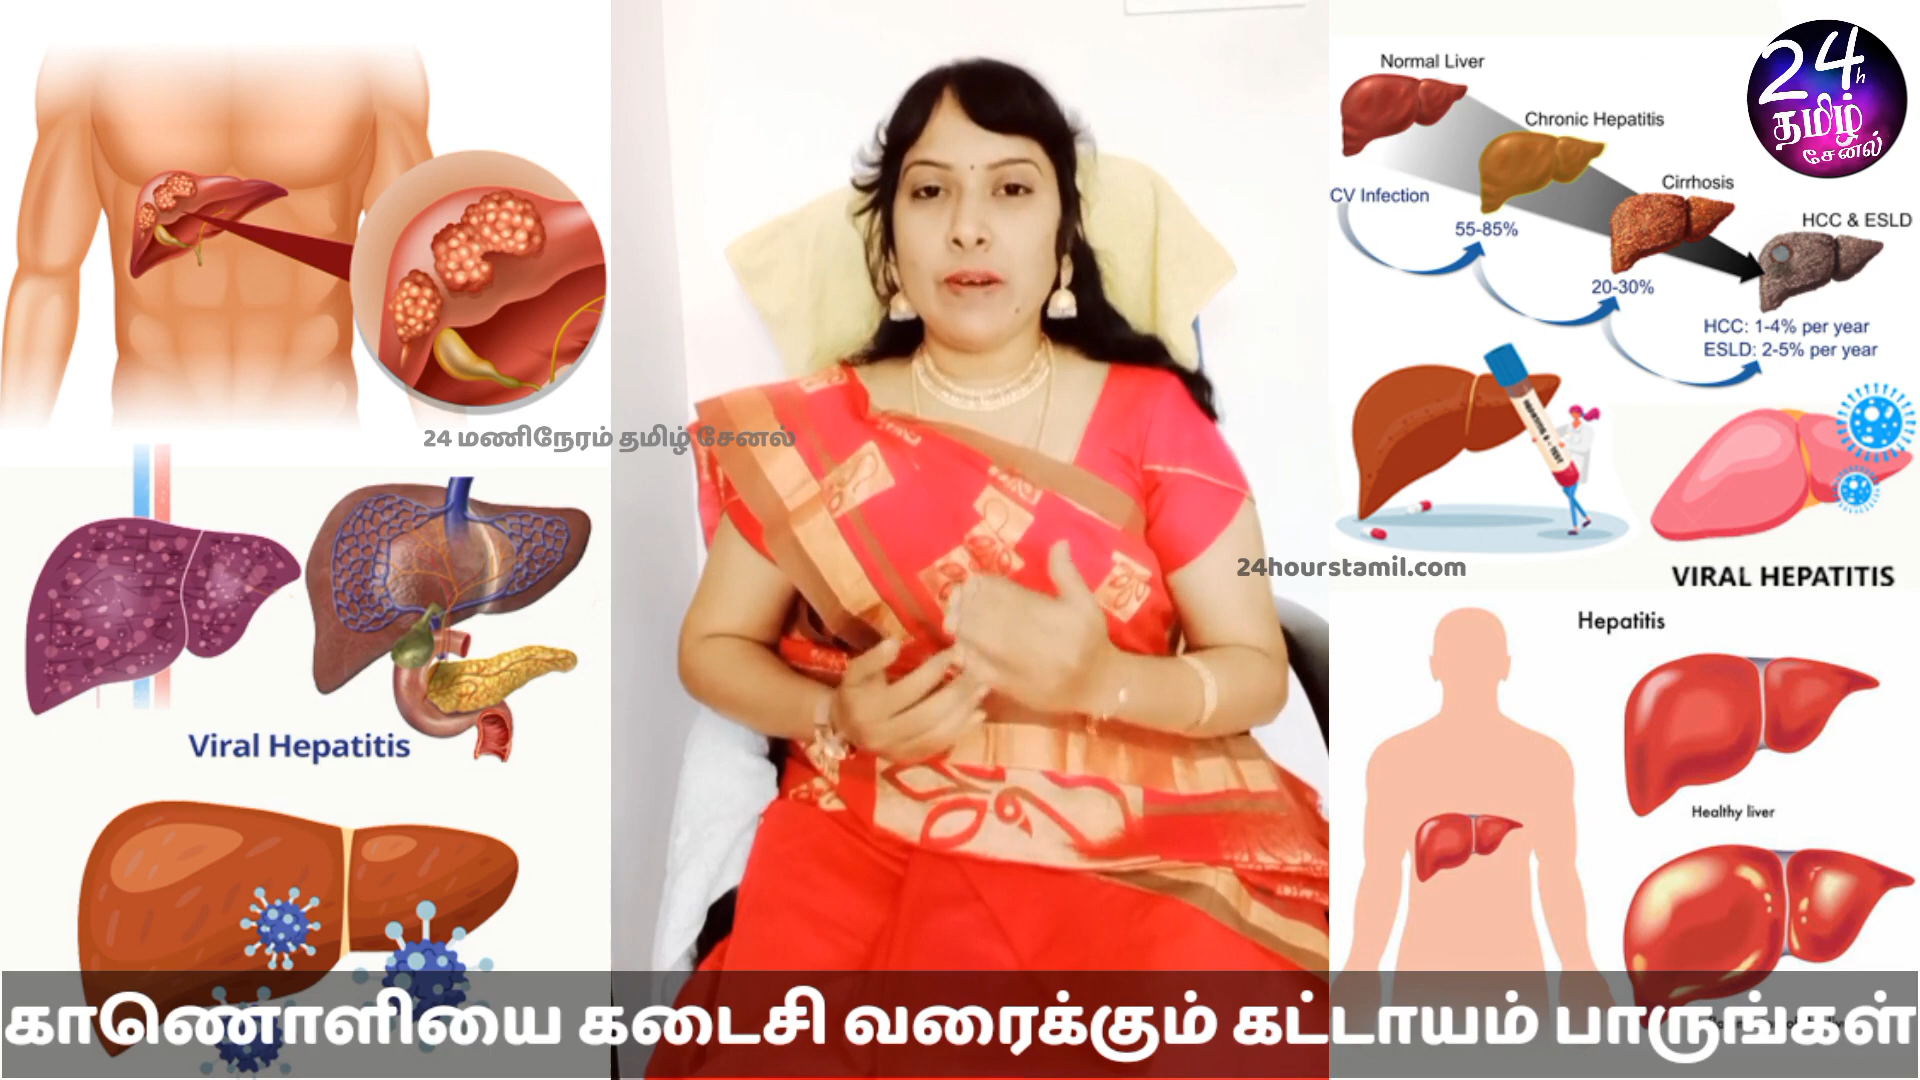 24h
தமிழ்
சேனல்
Normal Liver
Chronic Hepatitis
Cirrhosis
HCC & ESLD
CV Infection
55-85%
20-30%
HCC: 1-4% per year
ESLD: 2-5% per year
24 மணிநேரம் தமிழ் சேனல்
24hourstamil.com
VIRAL HEPATITIS
Hepatitis
Healthy liver
Viral Hepatitis
காணொளியை கடைசி வரைக்கும் கட்டாயம் பாருங்கள்